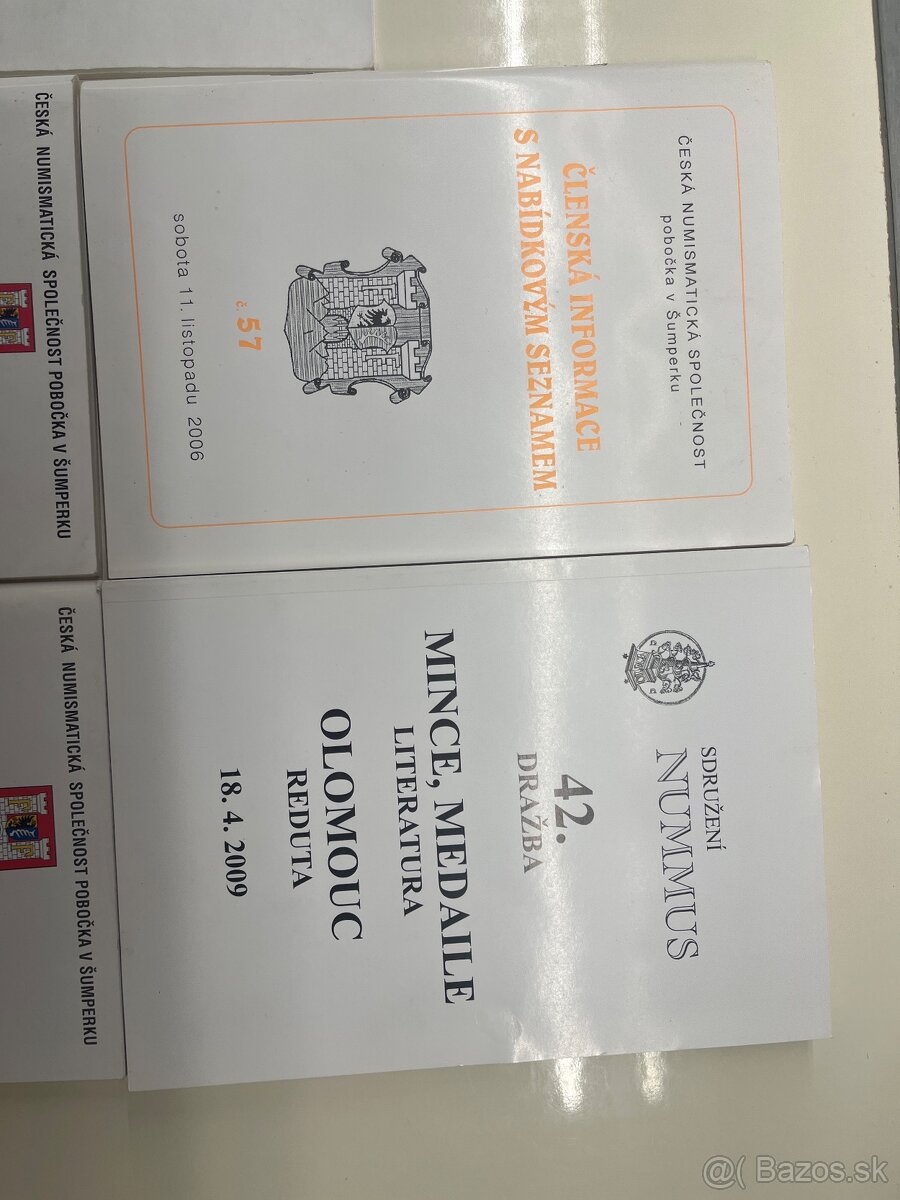 ČESKÁ NUMISMATICKÁ SPOLEČNOST
pobočka v Šumperku
ČLENSKÁ INFORMACE
S NABÍDKOVÝM SEZNAMEM
č. 57
sobota 11. listopadu 2006
SDRUŽENÍ
NUMMUS
42.
DRAŽBA
MINCE, MEDAILE
LITERATURA
OLOMOUC
REDUTA
18. 4. 2009
ČESKÁ NUMISMATICKÁ SPOLEČNOST POBOČKA V ŠUMPERKU
ČESKÁ NUMISMATICKÁ SPOLEČNOST POBOČKA V ŠUMPERKU
@( Bazos.sk